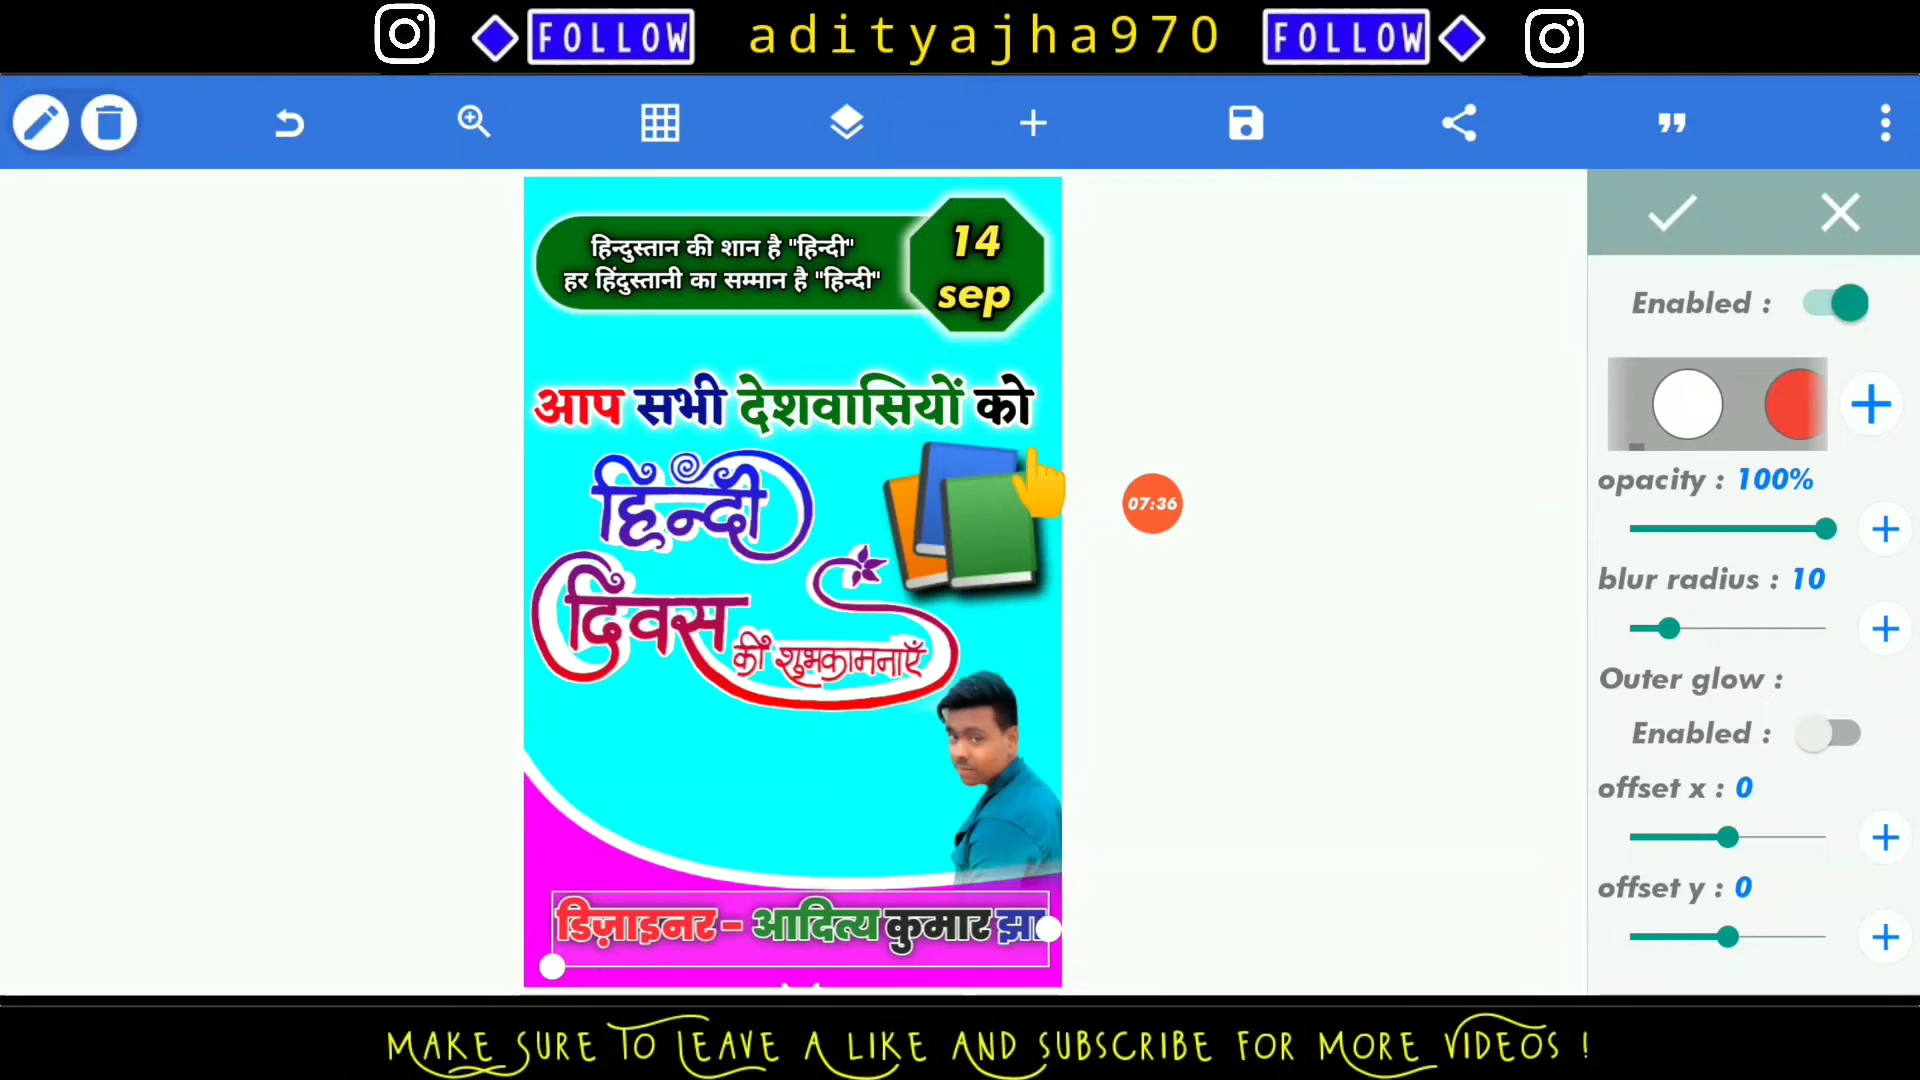 FOLLOW adityajha970 FOLLOW
हिन्दुस्तान की शान है "हिन्दी"
हर हिंदुस्तानी का सम्मान है "हिन्दी"
14
sep
आप सभी देशवासियों को
हिन्दी
दिवस
की शुभकामनाएँ
डिज़ाइनर - आदित्य कुमार झा
07:36
Enabled :
opacity : 100%
blur radius : 10
Outer glow :
Enabled :
offset x : 0
offset y : 0
MAKE SURE TO LEAVE A LIKE AND SUBSCRIBE FOR MORE VIDEOS !